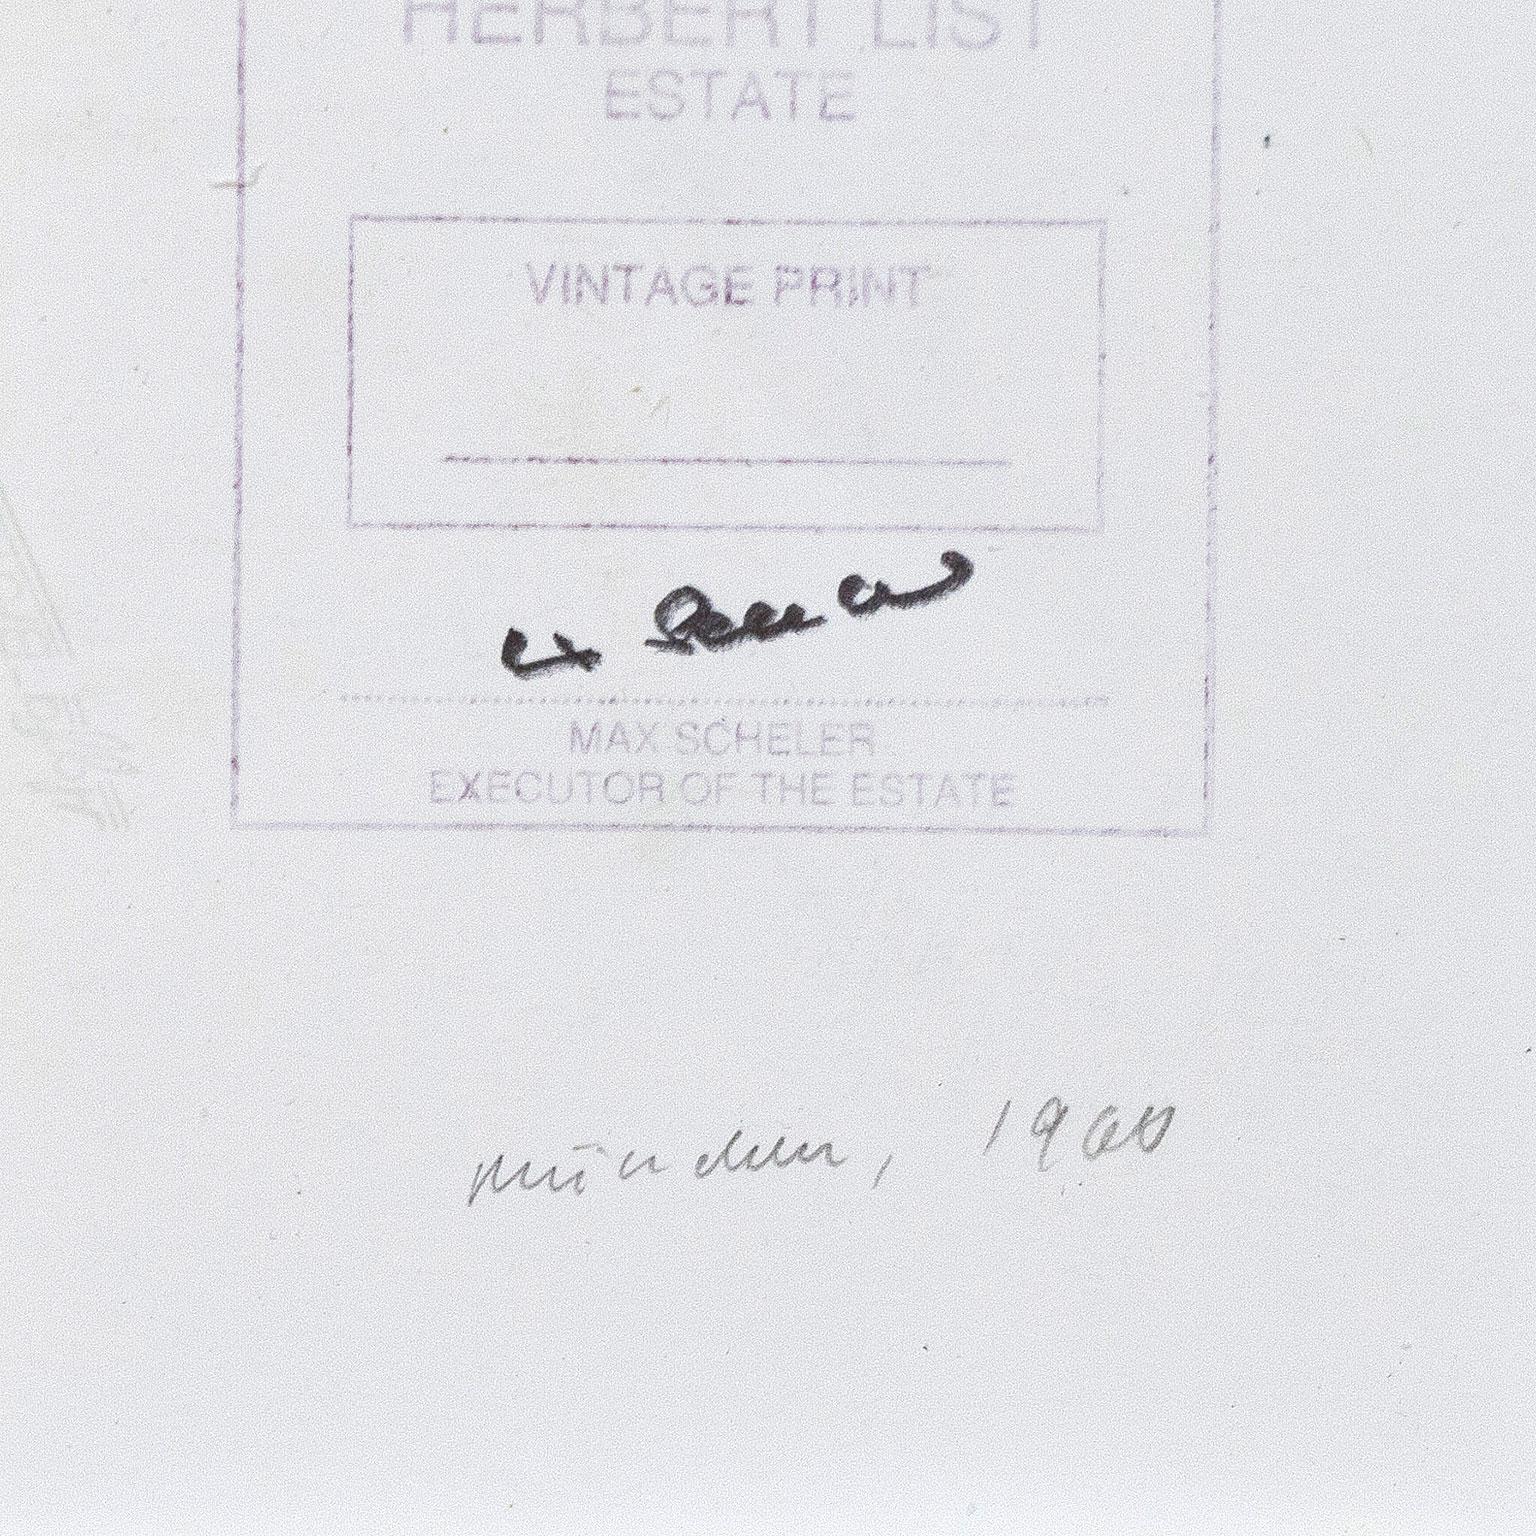 HERBERT LIST
ESTATE
VINTAGE PRINT
MAX SCHELER
EXECUTOR OF THE ESTATE
München, 1960